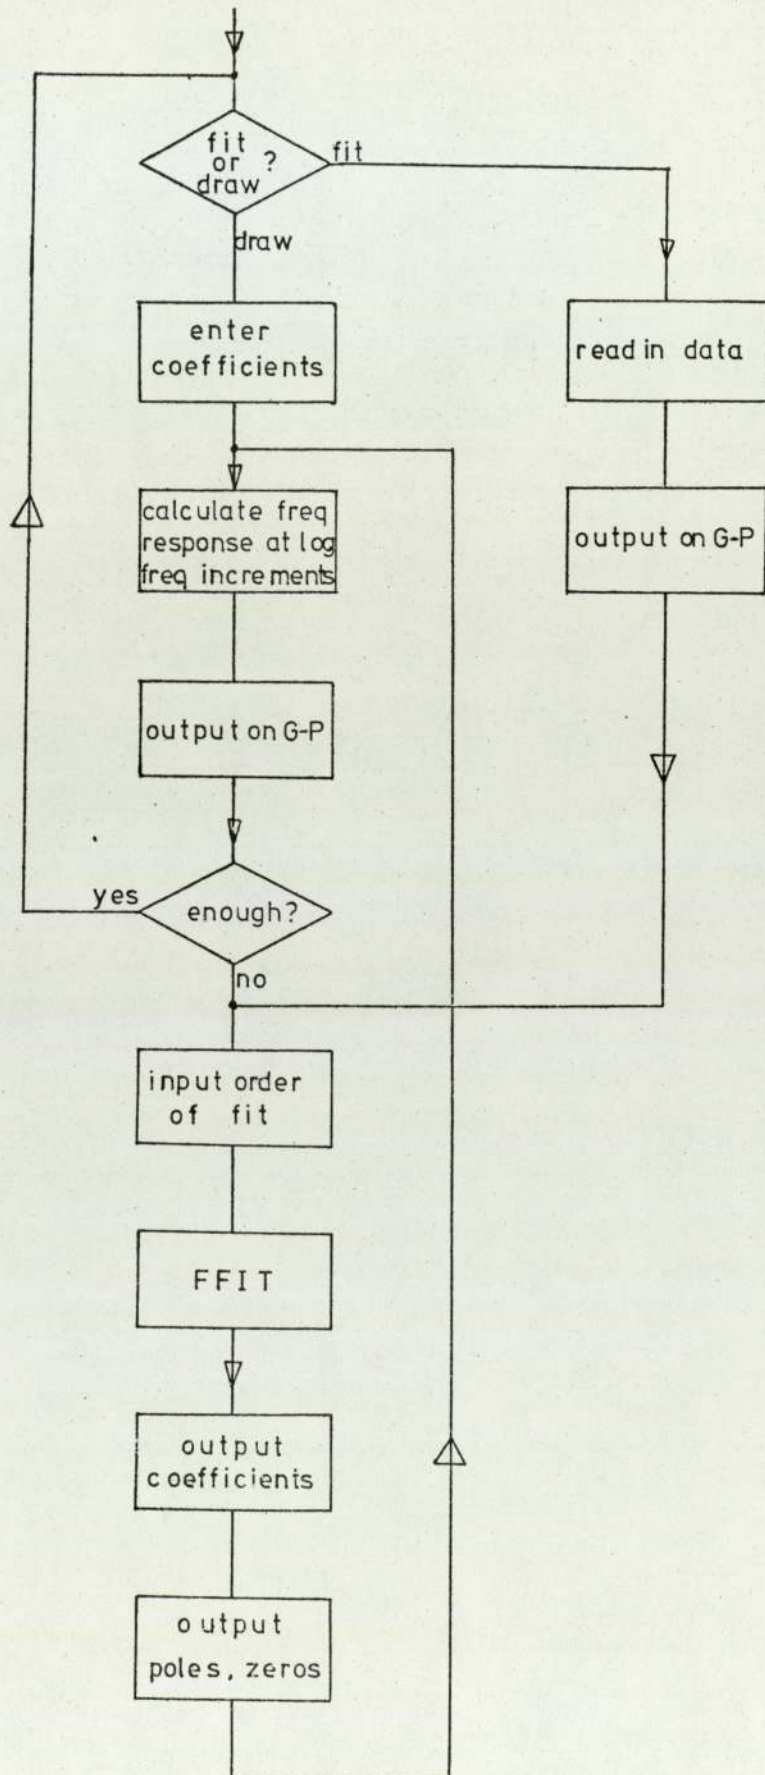 fit
or ?
draw
fit
draw
enter
coefficients
read in data
calculate freq
response at log
freq increments
output on G-P
output on G-P
yes
enough?
no
input order
of fit
FFIT
output
coefficients
output
poles, zeros